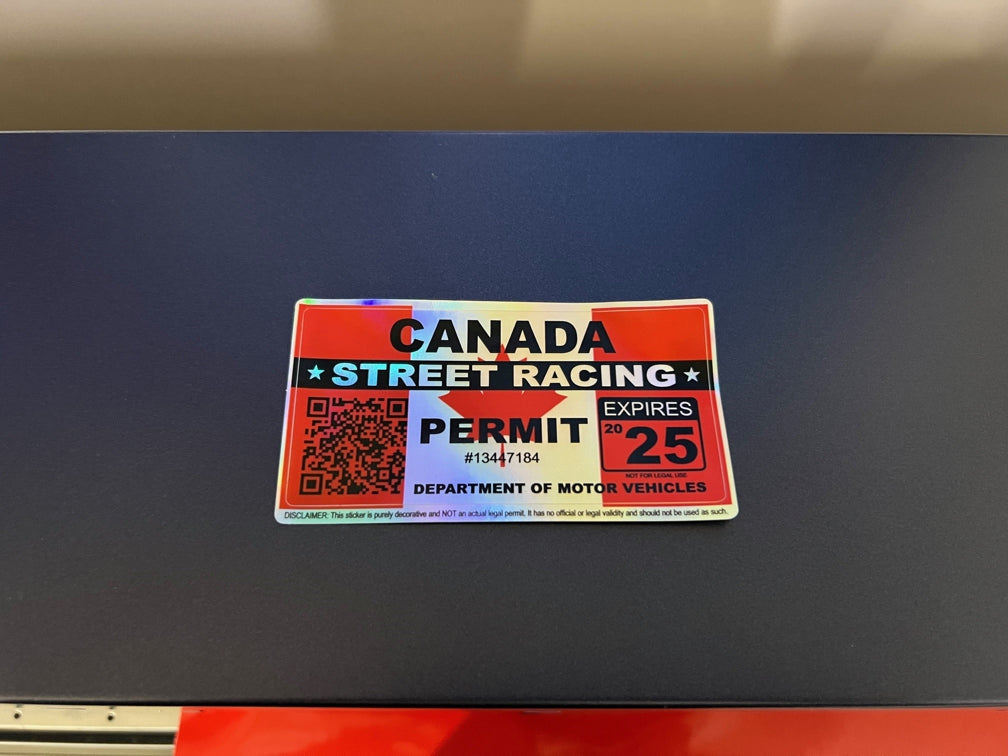 CANADA
STREET RACING
PERMIT
#13447184
EXPIRES
20
25
NOT FOR LEGAL USE
DEPARTMENT OF MOTOR VEHICLES
DISCLAIMER: This sticker is purely decorative and NOT an actual legal permit. It has no official or legal validity and should not be used as such.